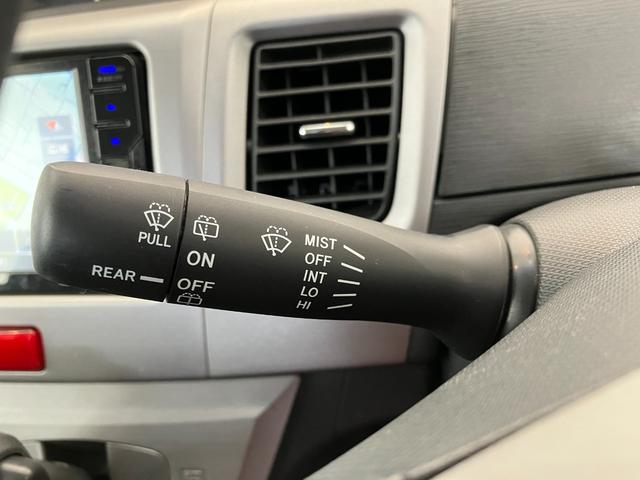 PULL
REAR
ON
OFF
MIST
OFF
INT
LO
HI